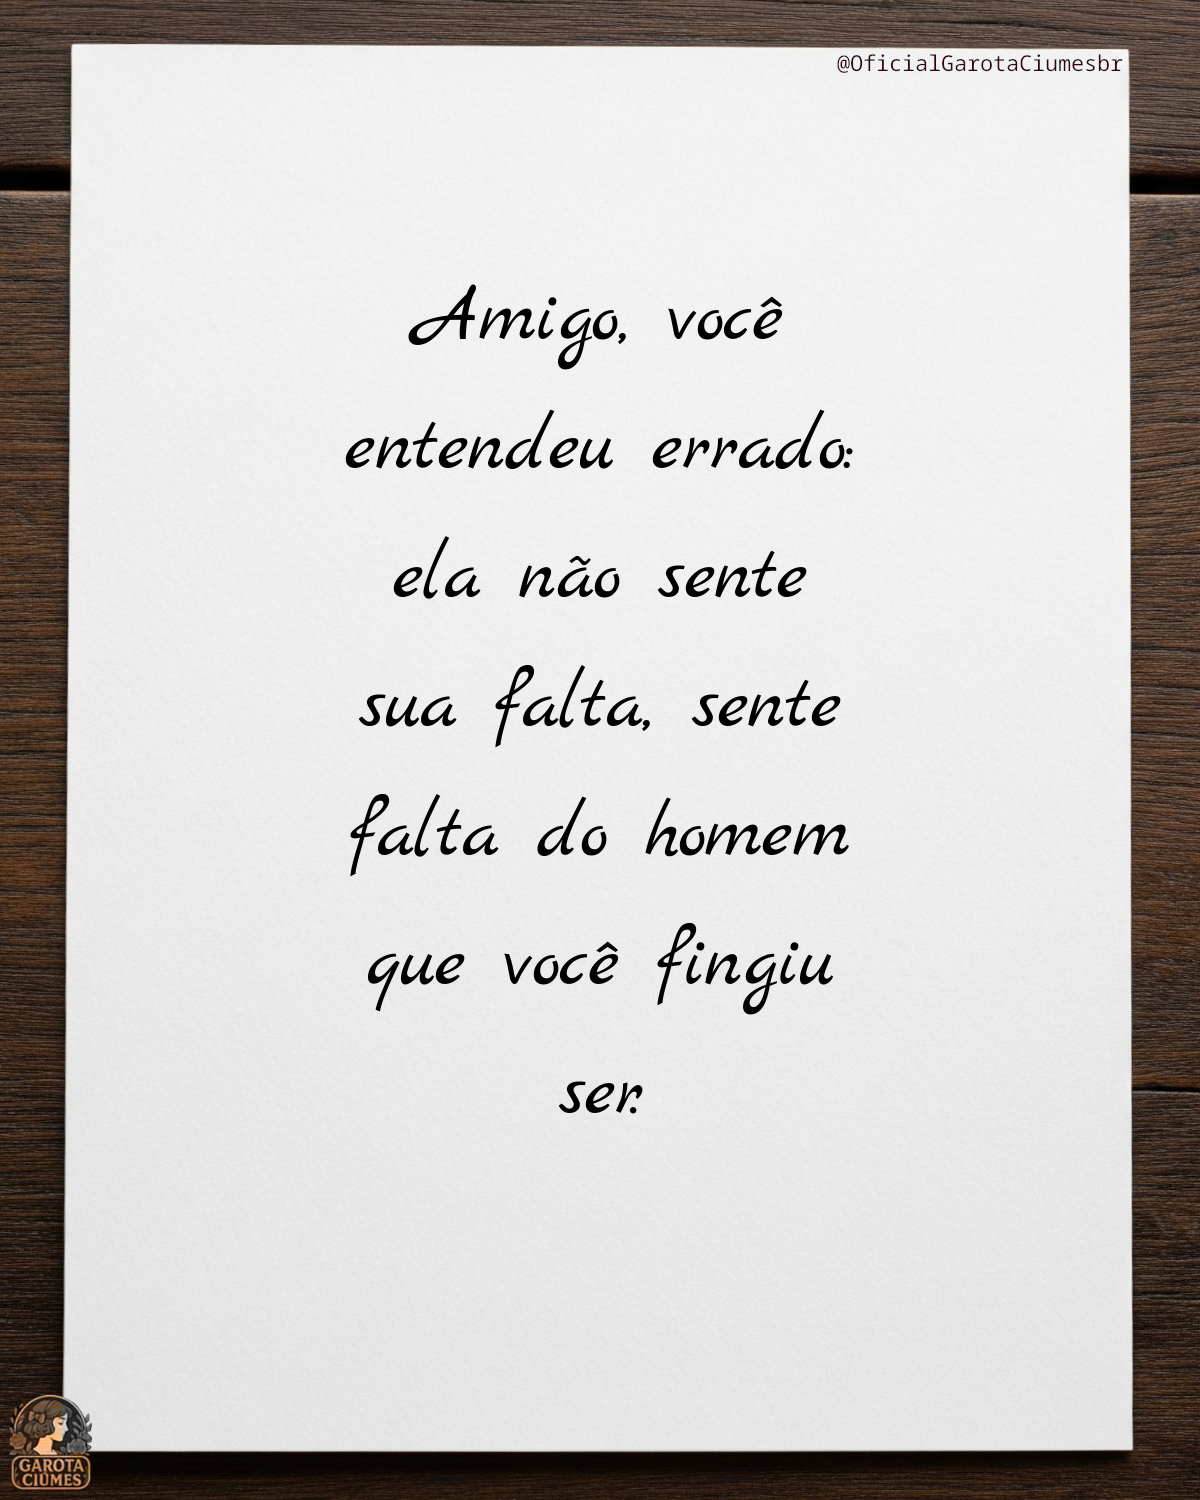 @OficialGarotaCiumesbr
Amigo, você
entendeu errado:
ela não sente
sua falta, sente
falta do homem
que você fingiu
ser.
GAROTA
CIÚMES